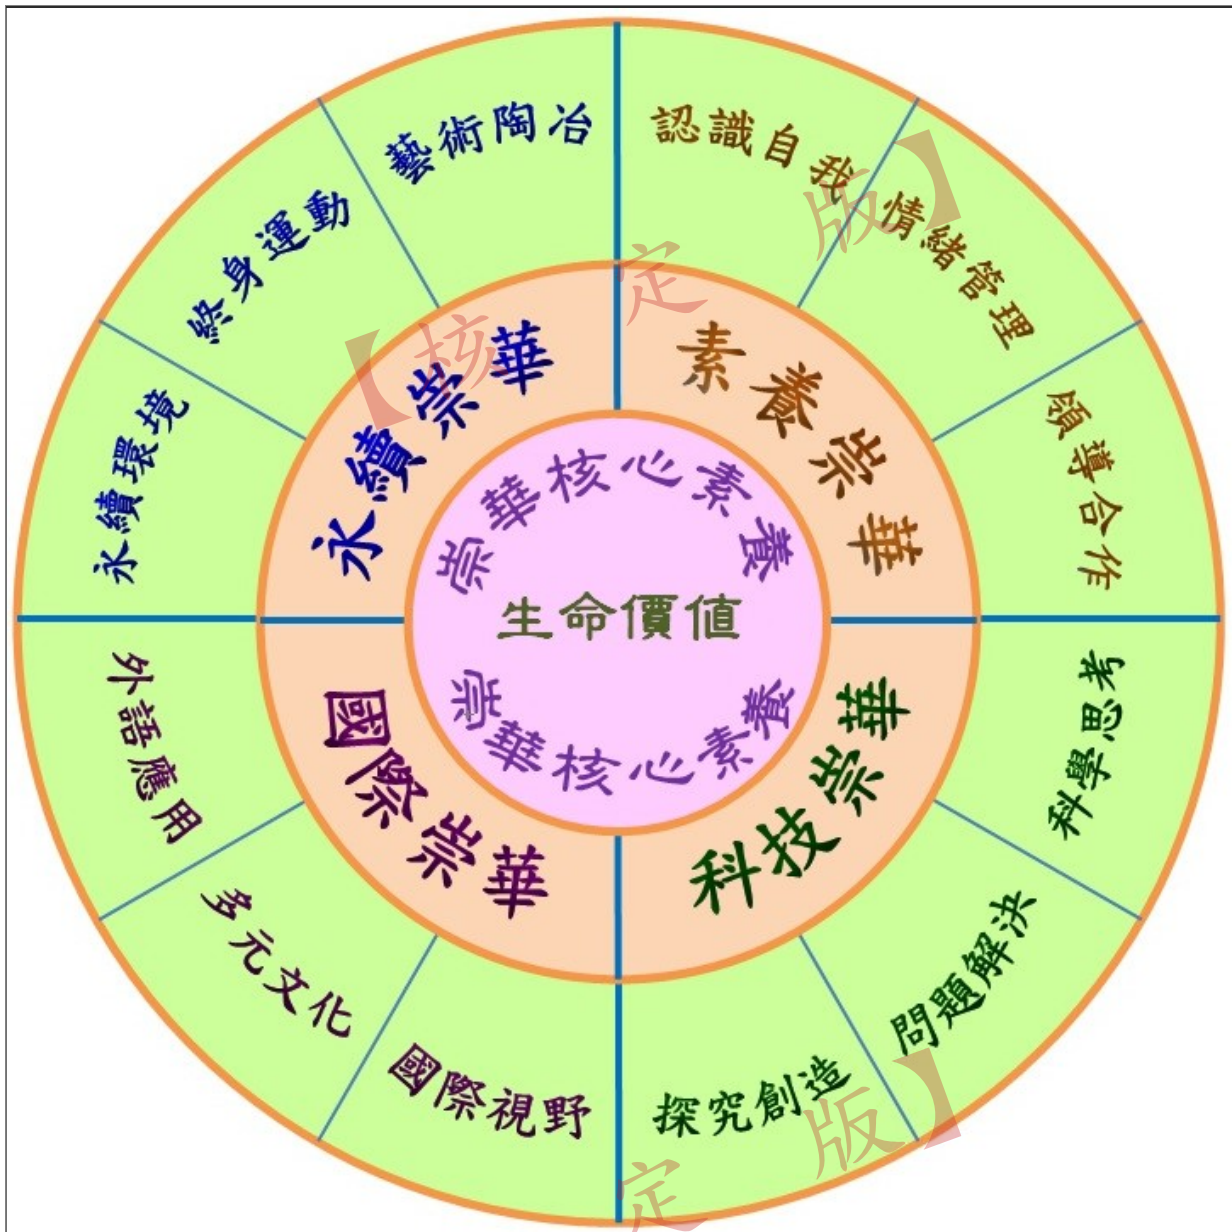 崇華核心素養
生命價值
崇華核心素養
素養崇華
認識自我
情緒管理
領導合作
科技崇華
科學思考
問題解決
探究創造
國際崇華
國際視野
多元文化
外語應用
永續崇華
永續環境
終身運動
藝術陶冶
【核定版】
定版】